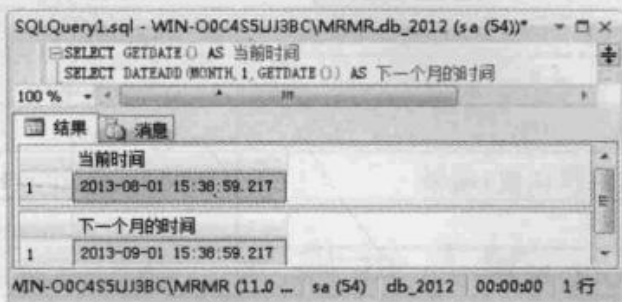 SQLQuery1.sql - WIN-O0C4S5UJ3BC\MRMR.db_2012 (sa (54))*
SELECT GETDATE() AS 当前时间
SELECT DATEADD(MONTH, 1, GETDATE()) AS 下一个月的时间
100 %
结果 消息
当前时间
1 2013-08-01 15:38:59.217
下一个月的时间
1 2013-09-01 15:38:59.217
WIN-O0C4S5UJ3BC\MRMR (11.0 ... sa (54) db_2012 00:00:00 1 行